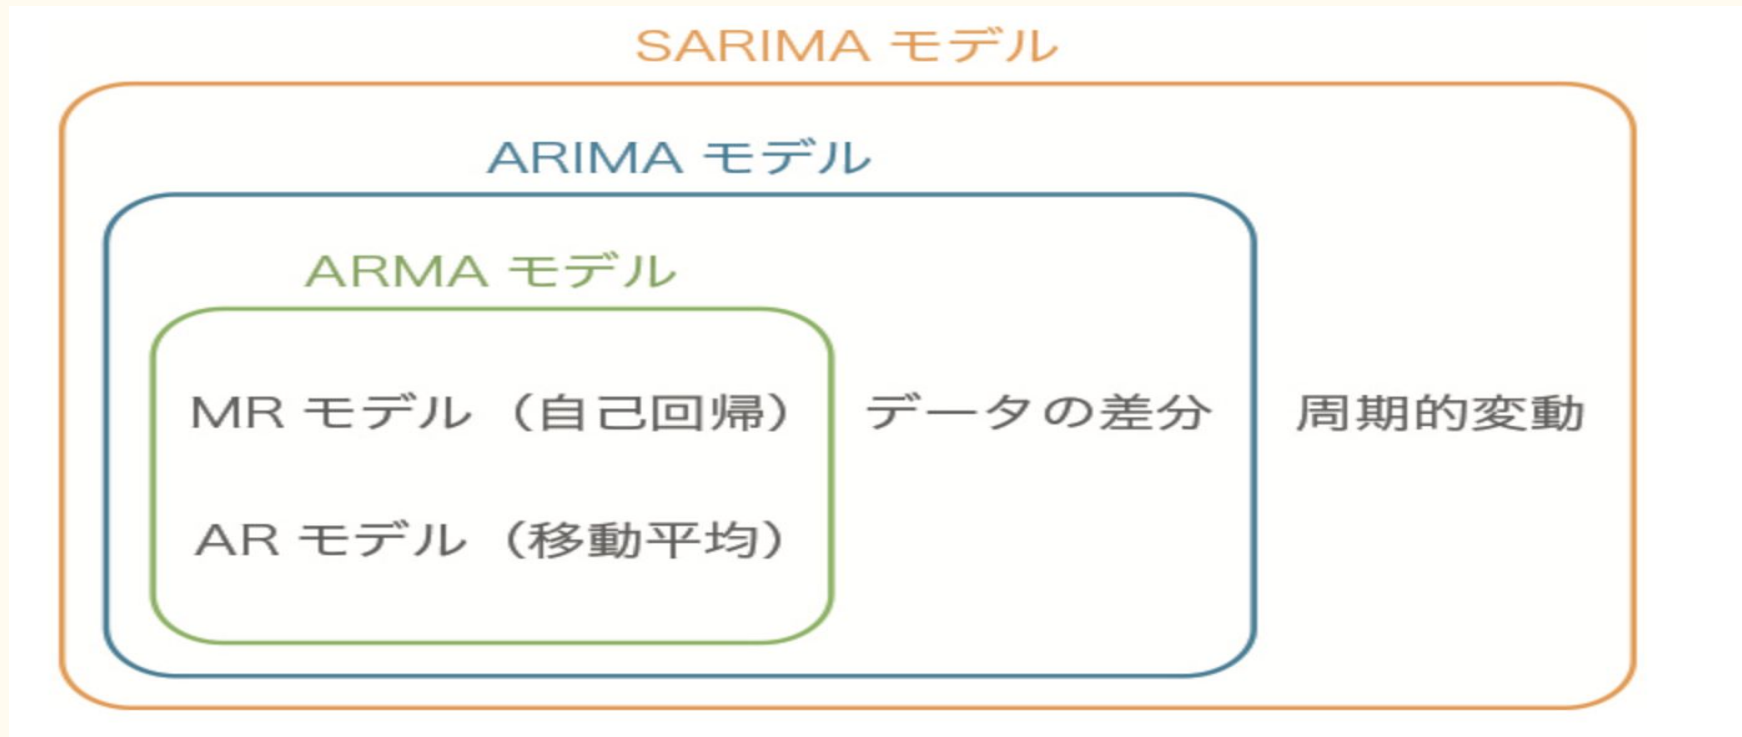 SARIMA モデル
ARIMA モデル
ARMA モデル
MR モデル（自己回帰） データの差分 周期的変動
AR モデル（移動平均）